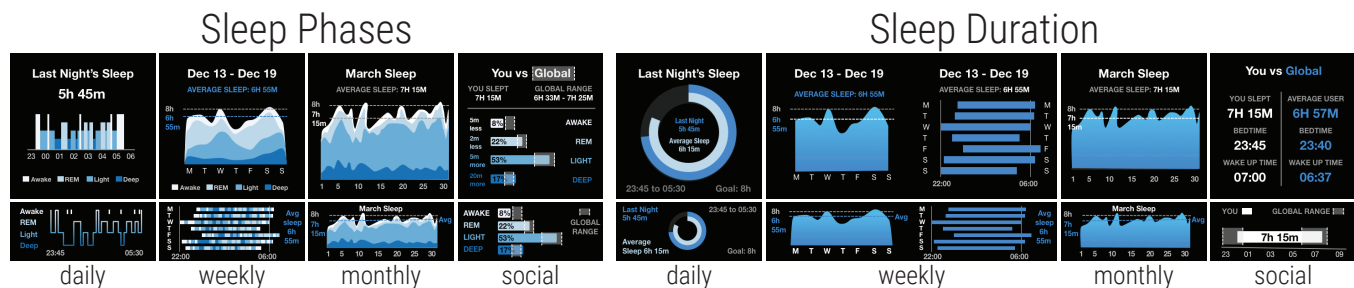 Sleep Phases
Sleep Duration
Last Night's Sleep
5h 45m
23 00 01 02 03 04 05 06
Awake REM Light Deep
Dec 13 - Dec 19
AVERAGE SLEEP: 6H 55M
8h
6h
55m
M T W T F S S
Awake REM Light Deep
March Sleep
AVERAGE SLEEP: 7H 15M
8h
7h
15m
1 5 10 15 20 25 30
You vs Global
YOU SLEPT
7H 15M
GLOBAL RANGE
6H 33M - 7H 25M
5m less 8% AWAKE
2m less 22% REM
5m more 53% LIGHT
20m more 17% DEEP
Last Night's Sleep
Last Night
5h 45m
Average Sleep
6h 15m
23:45 to 05:30
Goal: 8h
Dec 13 - Dec 19
AVERAGE SLEEP: 6H 55M
8h
6h
55m
M T W T F S S
Dec 13 - Dec 19
AVERAGE SLEEP: 6H 55M
M M
T T
W W
T T
F F
S S
S S
22:00 06:00
March Sleep
AVERAGE SLEEP: 7H 15M
8h
7h
15m
1 5 10 15 20 25 30
You vs Global
YOU SLEPT
7H 15M
AVERAGE USER
6H 57M
BEDTIME
23:45
BEDTIME
23:40
WAKE UP TIME
07:00
WAKE UP TIME
06:37
Awake
REM
Light
Deep
23:45 05:30
M
T
W
T
F
S
S
22:00 06:00
Avg
sleep
6h
55m
March Sleep
8h
7h
15m
Avg
1 5 10 15 20 25 30
AWAKE 8%
REM 22%
LIGHT 53%
DEEP 17%
GLOBAL
RANGE
Last Night
5h 45m
23:45 to 05:30
Average
Sleep 6h 15m
Goal: 8h
8h
6h
55m
Avg
M T W T F S S
M
T
W
T
F
S
S
22:00 06:00
Avg
sleep
6h
55m
March Sleep
8h
7h
15m
Avg
1 5 10 15 20 25 30
YOU GLOBAL RANGE
7h 15m
23 01 03 05 07 09
daily
weekly
monthly
social
daily
weekly
monthly
social